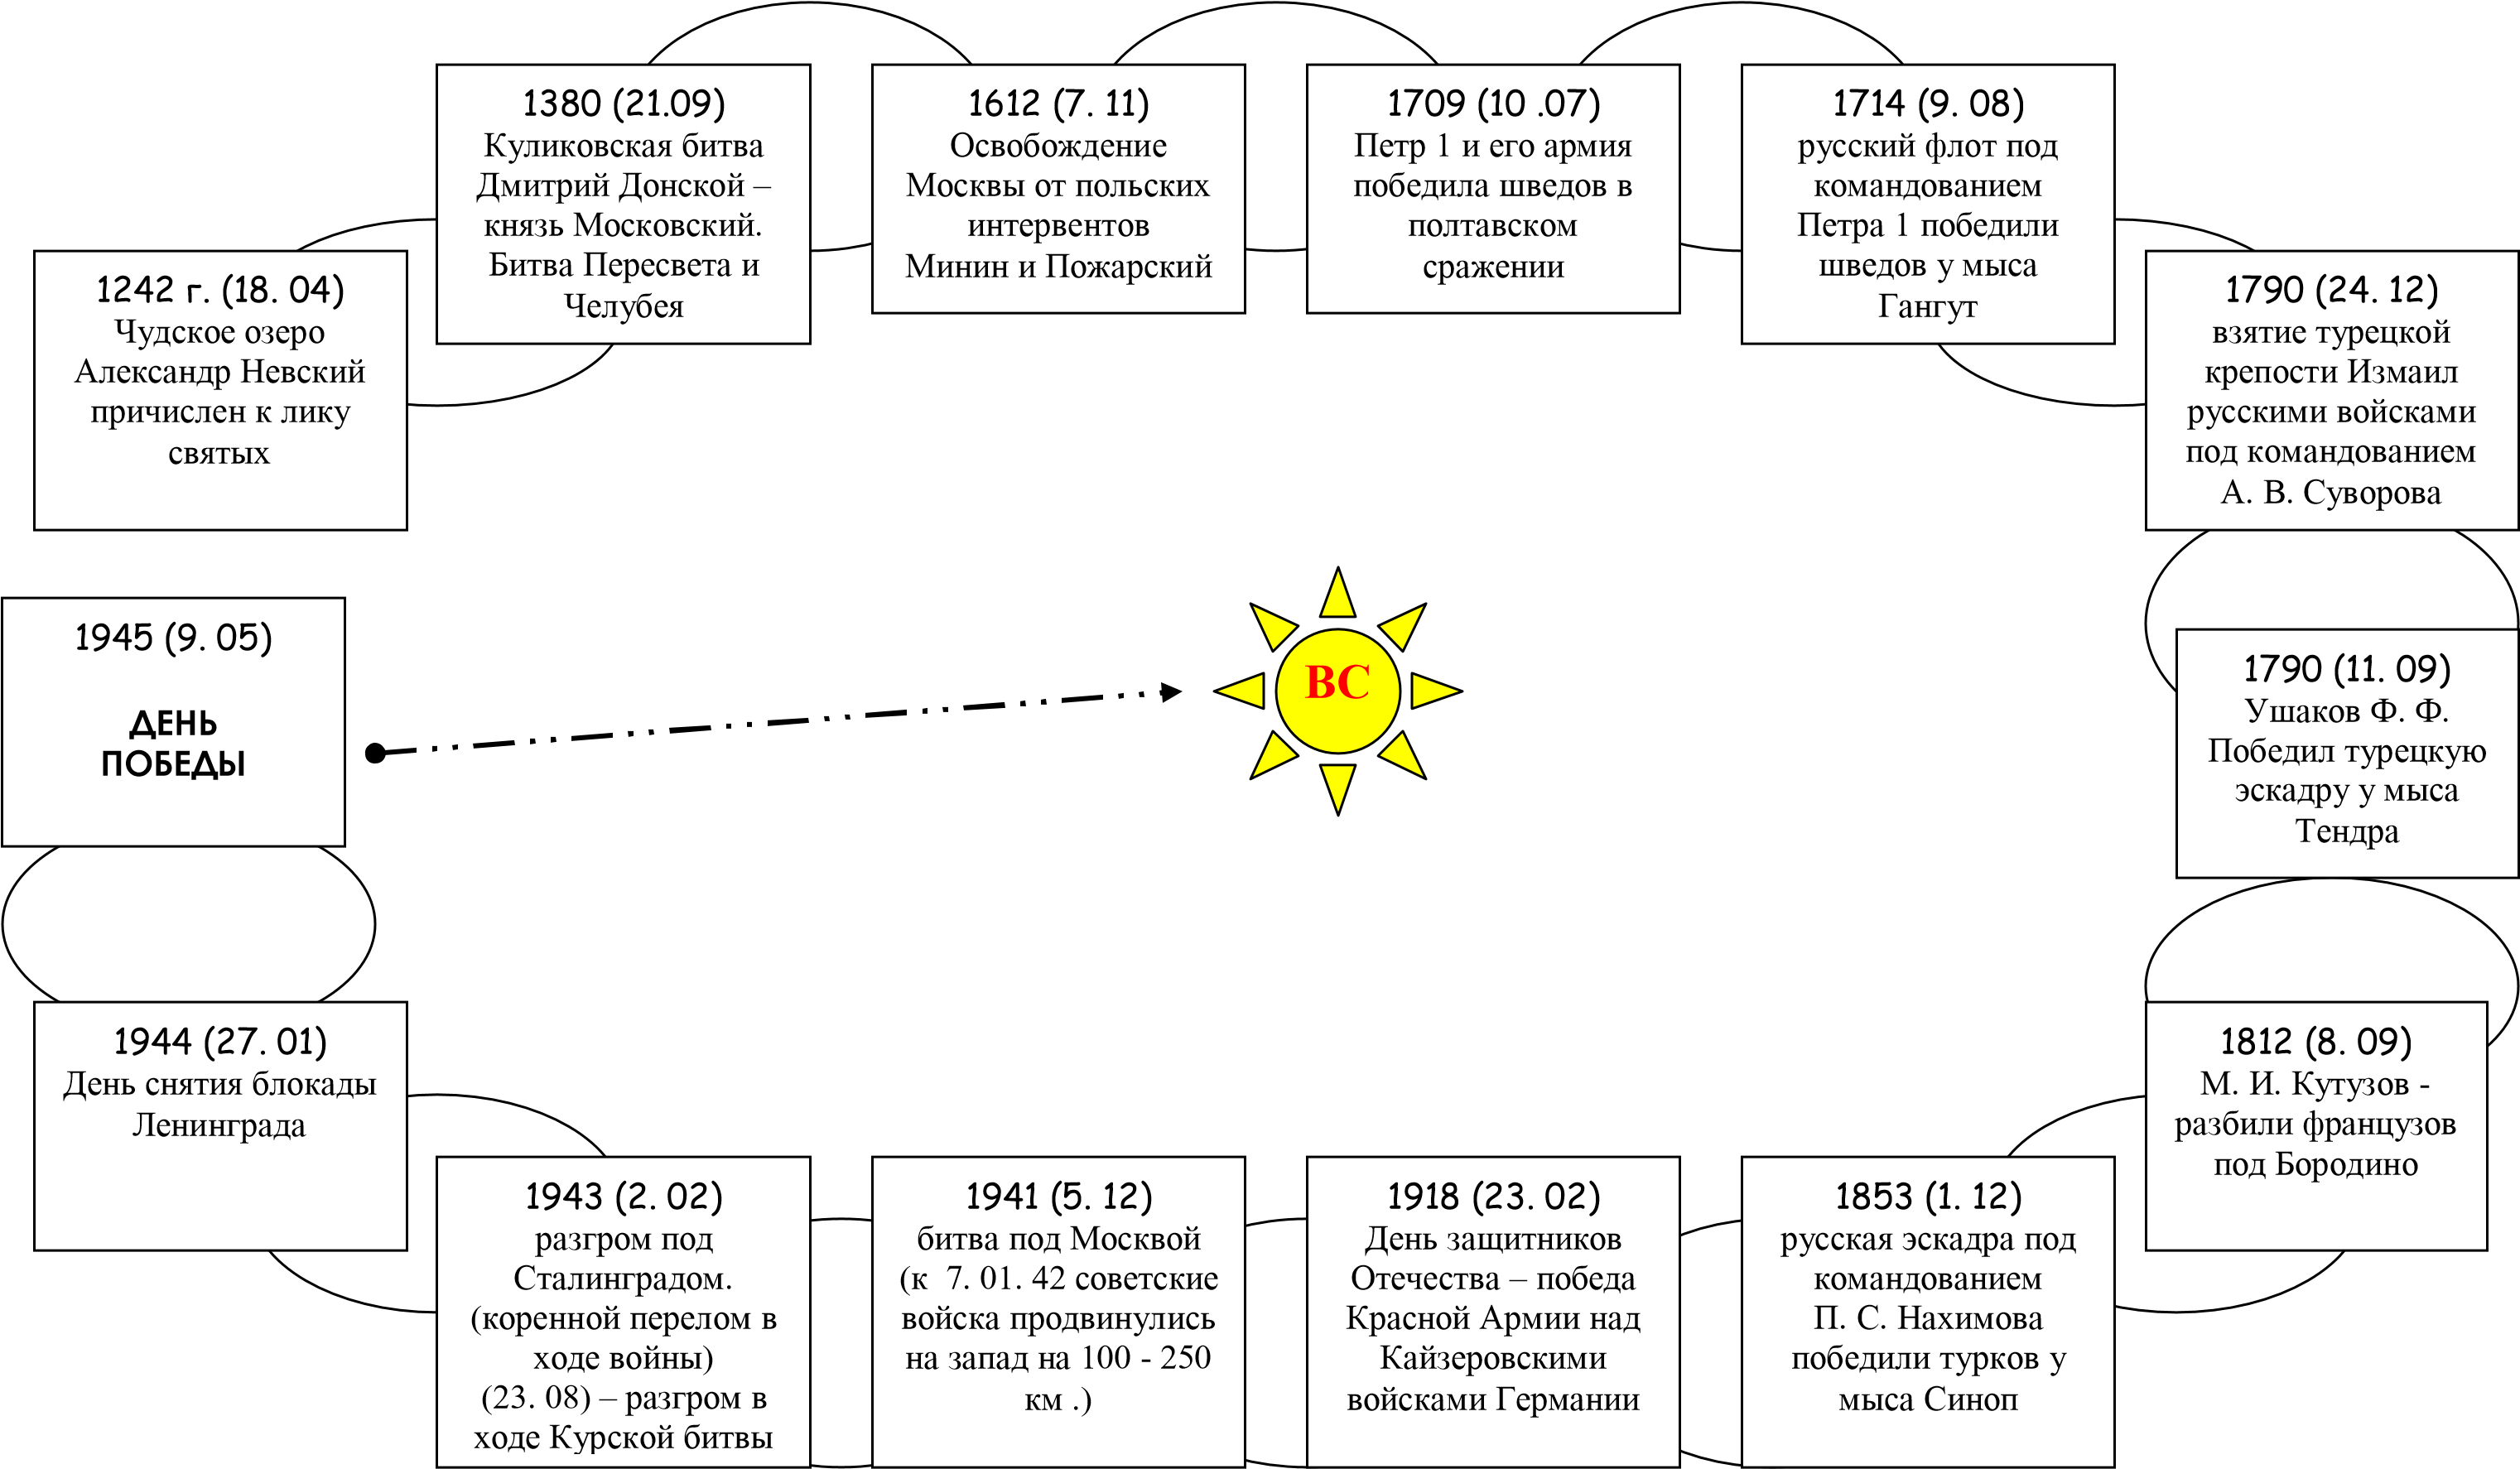 1242 г. (18. 04)
Чудское озеро
Александр Невский
причислен к лику
святых
1380 (21.09)
Куликовская битва
Дмитрий Донской –
князь Московский.
Битва Пересвета и
Челубея
1612 (7. 11)
Освобождение
Москвы от польских
интервентов
Минин и Пожарский
1709 (10 .07)
Петр 1 и его армия
победила шведов в
полтавском
сражении
1714 (9. 08)
русский флот под
командованием
Петра 1 победили
шведов у мыса
Гангут
1790 (24. 12)
взятие турецкой
крепости Измаил
русскими войсками
под командованием
А. В. Суворова
1790 (11. 09)
Ушаков Ф. Ф.
Победил турецкую
эскадру у мыса
Тендра
1812 (8. 09)
М. И. Кутузов -
разбили французов
под Бородино
1853 (1. 12)
русская эскадра под
командованием
П. С. Нахимова
победили турков у
мыса Синоп
1918 (23. 02)
День защитников
Отечества – победа
Красной Армии над
Кайзеровскими
войсками Германии
1941 (5. 12)
битва под Москвой
(к  7. 01. 42 советские
войска продвинулись
на запад на 100 - 250
км .)
1943 (2. 02)
разгром под
Сталинградом.
(коренной перелом в
ходе войны)
(23. 08) – разгром в
ходе Курской битвы
1944 (27. 01)
День снятия блокады
Ленинграда
1945 (9. 05)
ДЕНЬ
ПОБЕДЫ
ВС